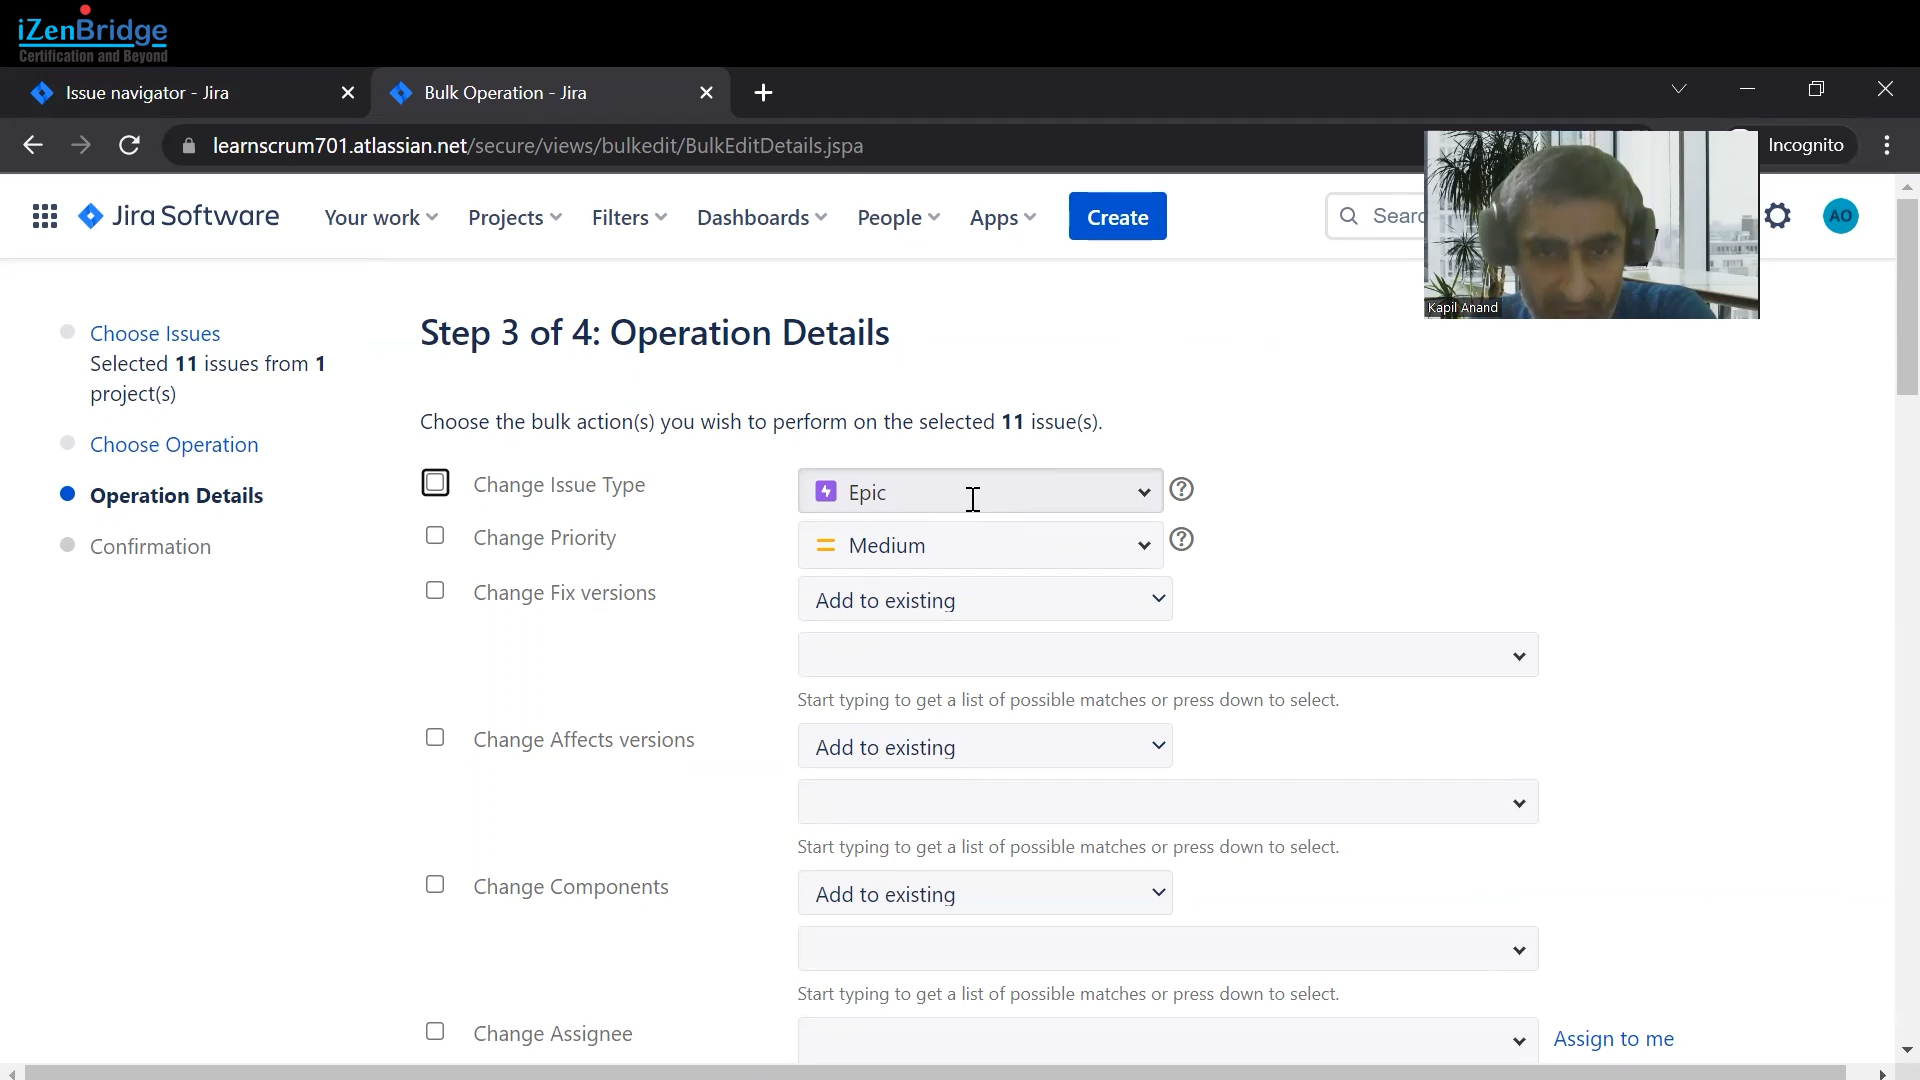 iZenBridge
Certification and Beyond
Issue navigator - Jira
Bulk Operation - Jira
learnscrum701.atlassian.net/secure/views/bulkedit/BulkEditDetails.jspa
Incognito
Jira Software
Your work
Projects
Filters
Dashboards
People
Apps
Create
Searc
AO
Kapil Anand
Choose Issues
Selected 11 issues from 1
project(s)
Choose Operation
Operation Details
Confirmation
Step 3 of 4: Operation Details
Choose the bulk action(s) you wish to perform on the selected 11 issue(s).
Change Issue Type
Epic
Change Priority
Medium
Change Fix versions
Add to existing
Start typing to get a list of possible matches or press down to select.
Change Affects versions
Add to existing
Start typing to get a list of possible matches or press down to select.
Change Components
Add to existing
Start typing to get a list of possible matches or press down to select.
Change Assignee
Assign to me